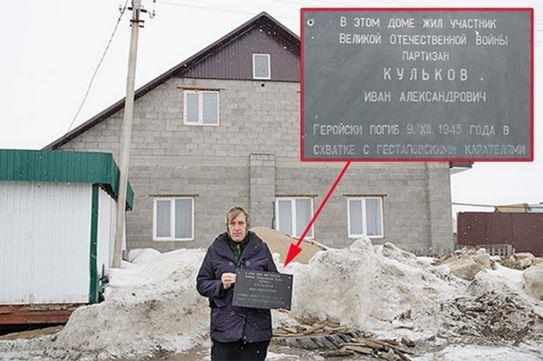 В ЭТОМ ДОМЕ ЖИЛ УЧАСТНИК
ВЕЛИКОЙ ОТЕЧЕСТВЕННОЙ ВОЙНЫ
ПАРТИЗАН
КУЛЬКОВ
ИВАН АЛЕКСАНДРОВИЧ
ГЕРОЙСКИ ПОГИБ 9.XII.1943 ГОДА В
СХВАТКЕ С ГЕСТАПОВСКИМИ КАРАТЕЛЯМИ